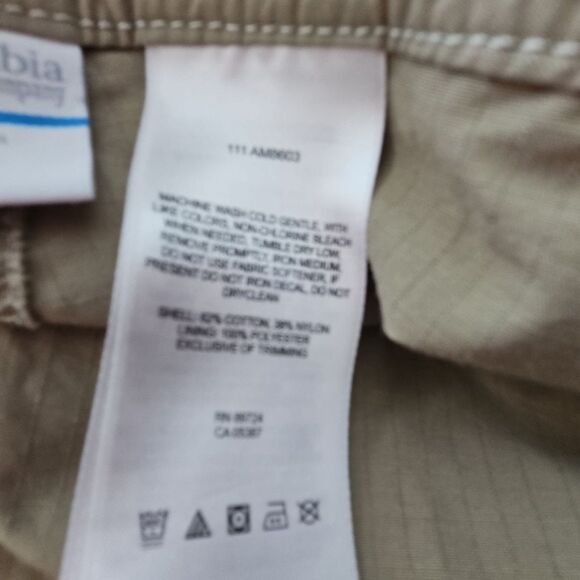 bia
ompany
111 AM8603
MACHINE WASH COLD GENTLE, WITH
LIKE COLORS, NON-CHLORINE BLEACH
WHEN NEEDED, TUMBLE DRY LOW,
REMOVE PROMPTLY, IRON MEDIUM,
DO NOT USE FABRIC SOFTENER, IF
PRESENT DO NOT IRON DECAL, DO NOT
DRYCLEAN
SHELL: 62% COTTON, 38% NYLON
LINING: 100% POLYESTER
EXCLUSIVE OF TRIMMING
RN 69724
CA 05367